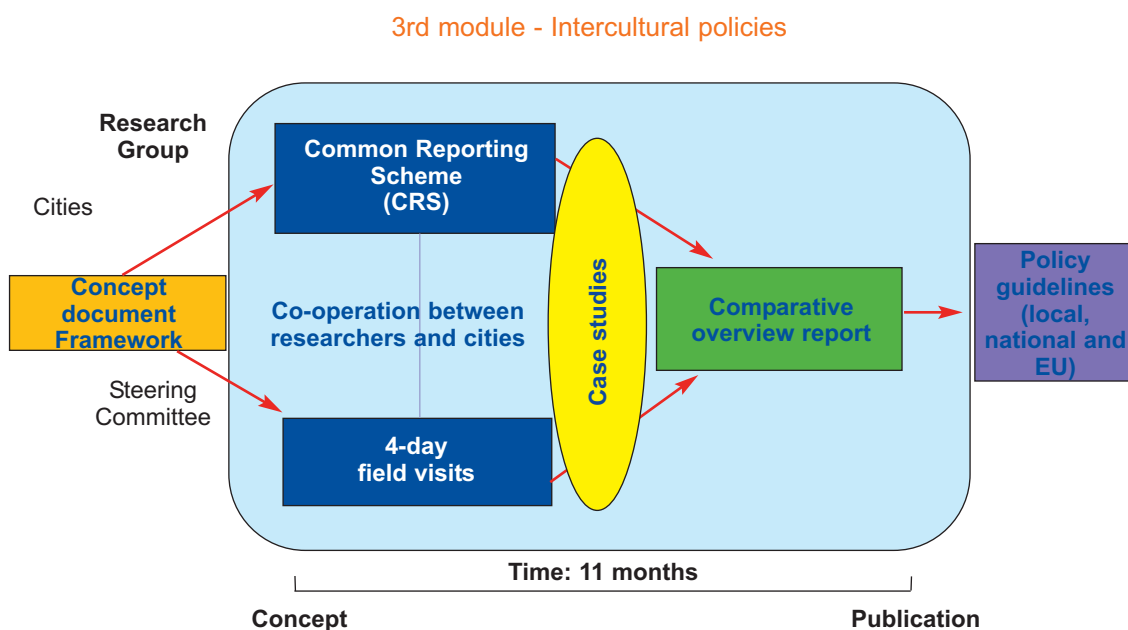 3rd module - Intercultural policies
Research
Group
Cities
Common Reporting
Scheme
(CRS)
Concept
document
Framework
Co-operation between
researchers and cities
Case studies
Comparative
overview report
Policy
guidelines
(local,
national and
EU)
Steering
Committee
4-day
field visits
Time: 11 months
Concept
Publication